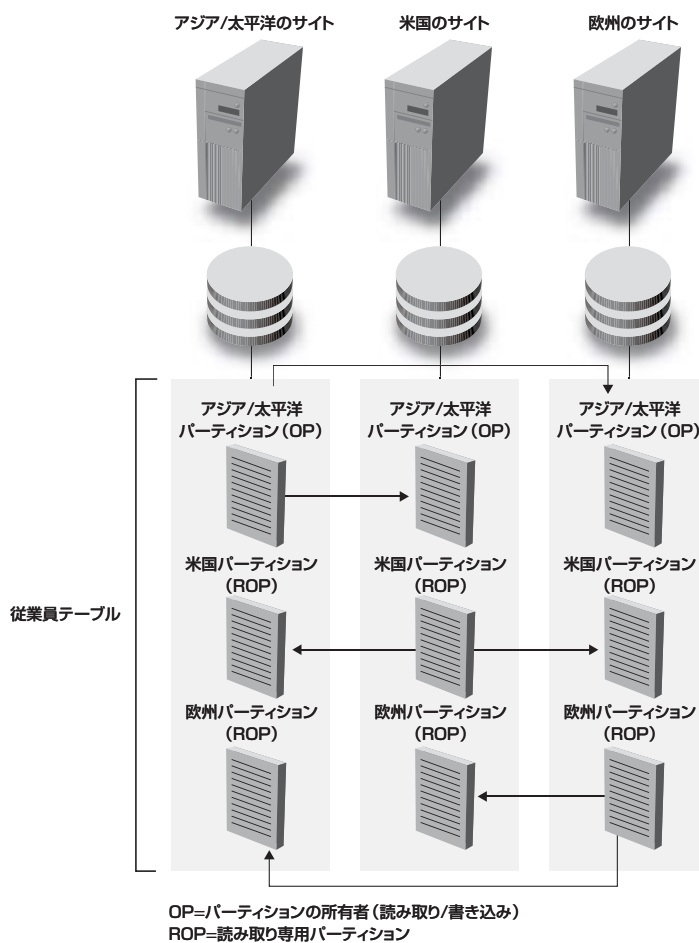 アジア/太平洋のサイト
米国のサイト
欧州のサイト
アジア/太平洋
パーティション(OP)
アジア/太平洋
パーティション(OP)
アジア/太平洋
パーティション(OP)
米国パーティション
(ROP)
米国パーティション
(ROP)
米国パーティション
(ROP)
従業員テーブル
欧州パーティション
(ROP)
欧州パーティション
(ROP)
欧州パーティション
(ROP)
OP=パーティションの所有者(読み取り/書き込み)
ROP=読み取り専用パーティション